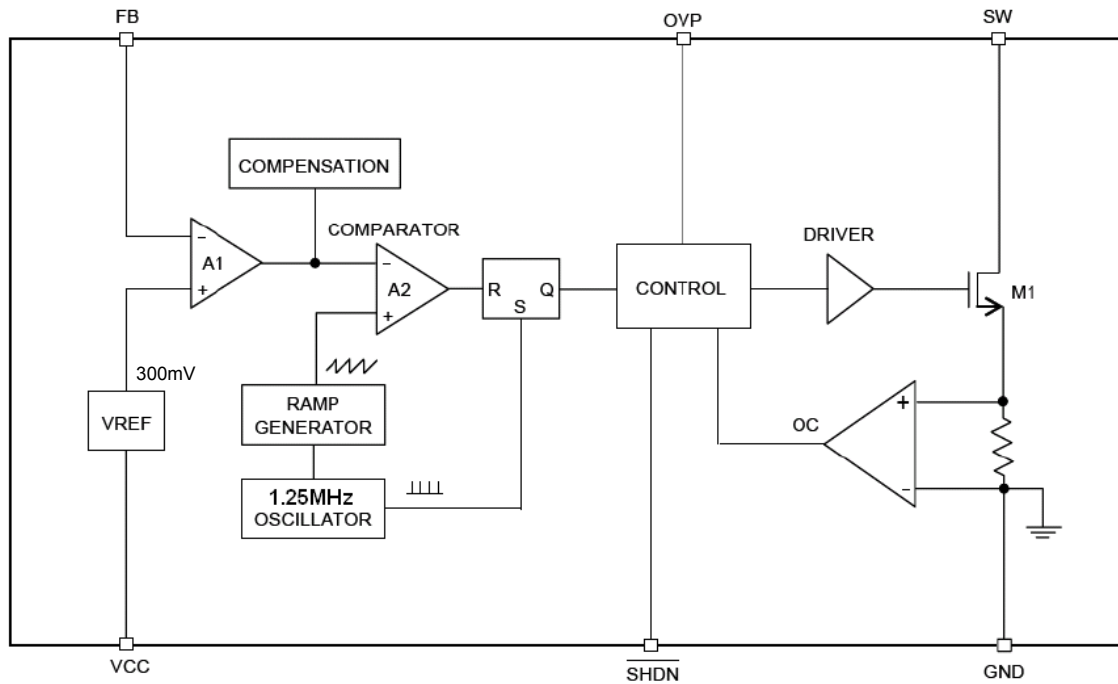 FB
OVP
SW
COMPENSATION
COMPARATOR
DRIVER
−
A1
+
−
A2
+
R
S
Q
CONTROL
M1
300mV
VREF
RAMP
GENERATOR
1.25MHz
OSCILLATOR
OC
+
−
VCC
SHDN
GND